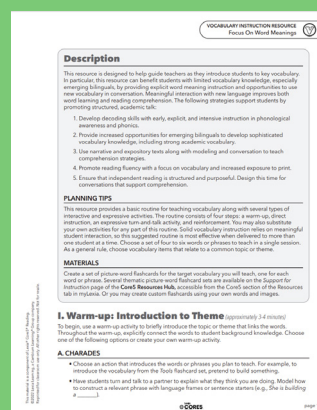 VOCABULARY INSTRUCTION RESOURCE
Focus On Word Meanings
Description
This resource is designed to help guide teachers as they introduce students to key vocabulary.
In particular, this resource can benefit students with limited vocabulary knowledge, especially
emerging bilinguals, by providing explicit word meaning instruction and opportunities to use
new vocabulary in conversation. Meaningful interaction with new language improves both
word learning and reading comprehension. The following strategies support students by
promoting structured, academic talk:
1. Develop decoding skills with early, explicit, and intensive instruction in phonological
awareness and phonics.
2. Provide increased opportunities for emerging bilinguals to develop sophisticated
vocabulary knowledge, including strong academic vocabulary.
3. Use narrative and expository texts along with modeling and conversation to teach
comprehension strategies.
4. Promote reading fluency with a focus on vocabulary and increased exposure to print.
5. Ensure that independent reading is structured and purposeful. Design this time for
conversations that support comprehension.
PLANNING TIPS
This resource provides a basic routine for teaching vocabulary along with several types of
interactive and expressive activities. The routine consists of four steps: a warm-up, direct
instruction, an expressive turn-and-talk activity, and reinforcement. You may also substitute
your own activities for any part of this routine. Solid vocabulary instruction relies on meaningful
student interaction, so this suggested routine is most effective when delivered to more than
one student at a time. Choose a set of four to six words or phrases to teach in a single session.
As a general rule, choose vocabulary items that relate to a common topic or theme.
MATERIALS
Create a set of picture-word flashcards for the target vocabulary you will teach, one for each
word or phrase. Several thematic picture-word flashcard sets are available on the Support for
Instruction page of the Core5 Resources Hub, accessible from the Core5 section of the Resources
tab in myLexia. Or you may create custom flashcards using your own words and images.
I. Warm-up: Introduction to Theme (approximately 3-4 minutes)
To begin, use a warm-up activity to briefly introduce the topic or theme that links the words.
Throughout the warm-up, explicitly connect the words to student background knowledge. Choose
one of the following options or create your own warm-up activity.
A. CHARADES
• Choose an action that introduces the words or phrases you plan to teach. For example, to
introduce the vocabulary from the Tools flashcard set, pretend to build something.
• Have students turn and talk to a partner to explain what they think you are doing. Model how
to construct a relevant phrase with language frames or sentence starters (e.g., She is building
a ______).
CORE5
page